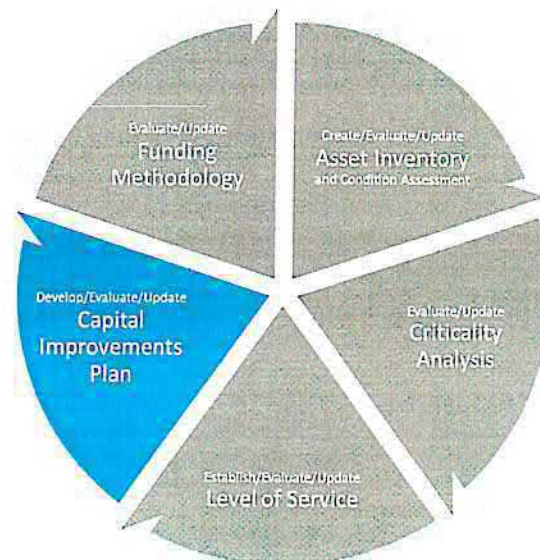 Evaluate/Update
Funding
Methodology
Create/Evaluate/Update
Asset Inventory
and Condition Assessment
Evaluate/Update
Criticality
Analysis
Establish/Evaluate/Update
Level of Service
Develop/Evaluate/Update
Capital
Improvements
Plan